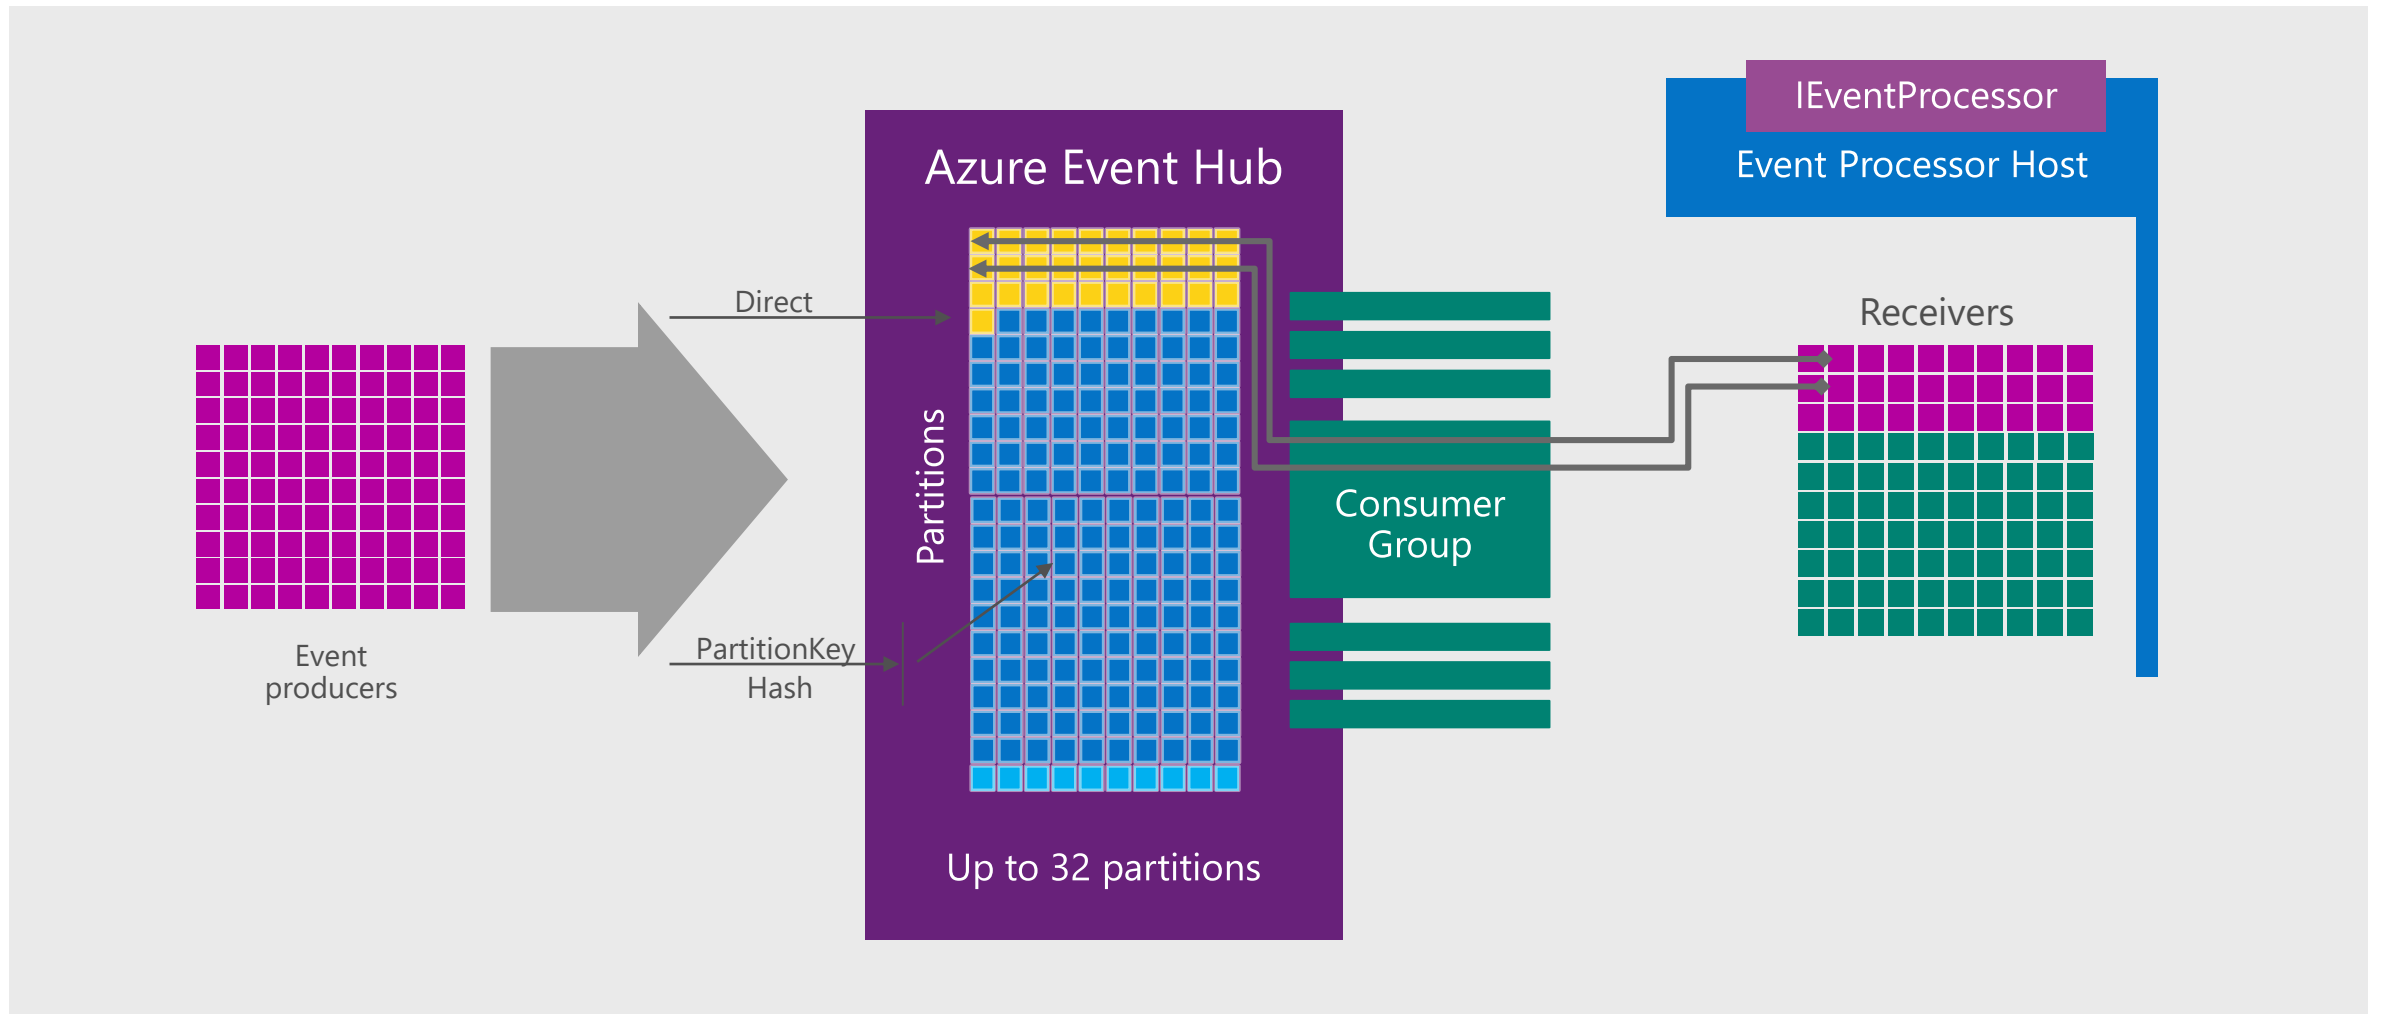 IEventProcessor
Event Processor Host
Azure Event Hub
Direct
Receivers
Partitions
Consumer
Group
Event
producers
PartitionKey
Hash
Up to 32 partitions